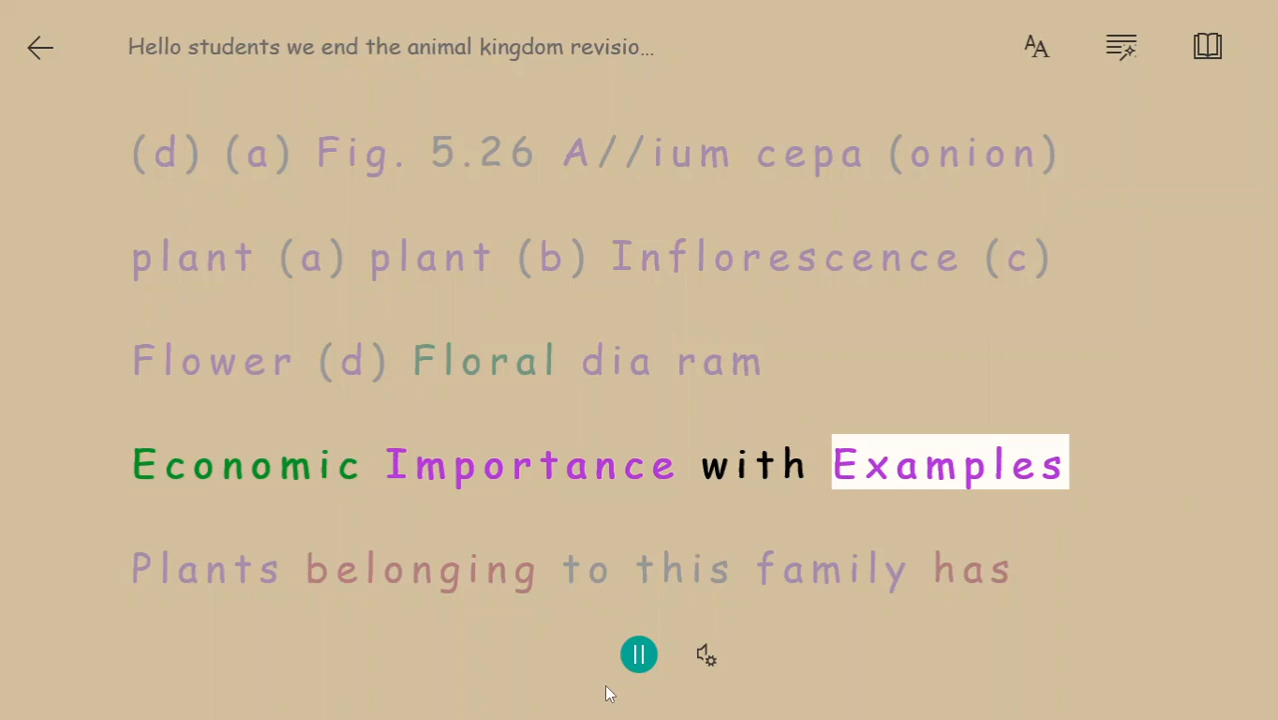 Hello students we end the animal kingdom revisio...
(d) (a) Fig. 5.26 A//ium cepa (onion)
plant (a) plant (b) Inflorescence (c)
Flower (d) Floral dia ram
Economic Importance with Examples
Plants belonging to this family has